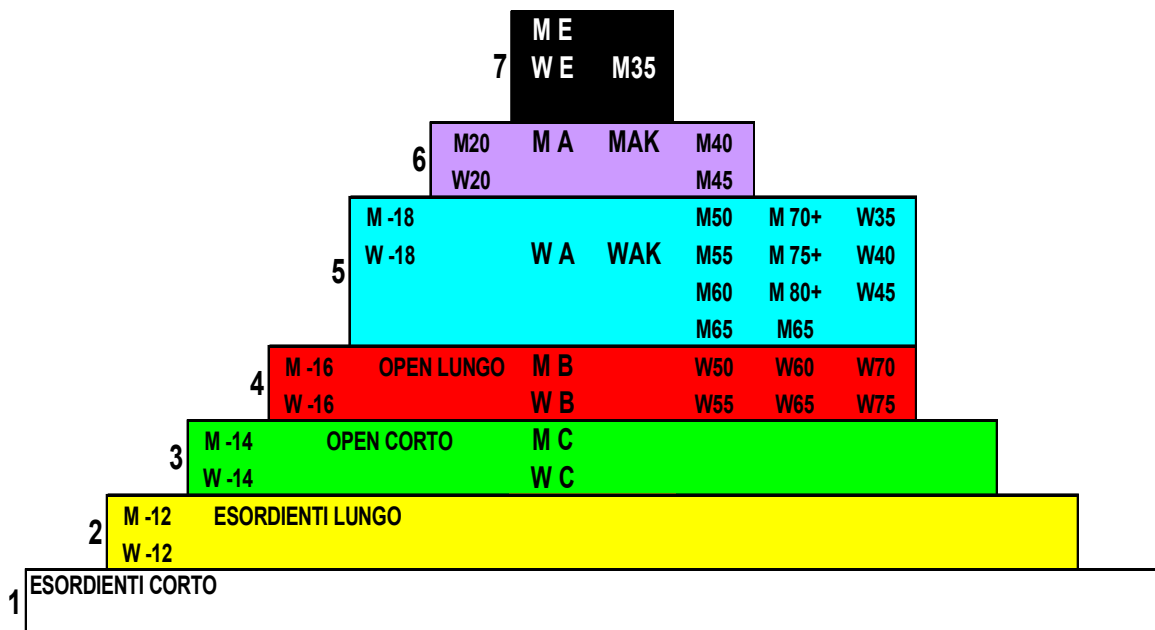 M E
7 W E M35
6 M20 M A MAK M40
W20 M45
M -18 M50 M 70+ W35
5 W -18 W A WAK M55 M 75+ W40
M60 M 80+ W45
M65 M65
4 M -16 OPEN LUNGO M B W50 W60 W70
W -16 W B W55 W65 W75
3 M -14 OPEN CORTO M C
W -14 W C
2 M -12 ESORDIENTI LUNGO
W -12
1 ESORDIENTI CORTO